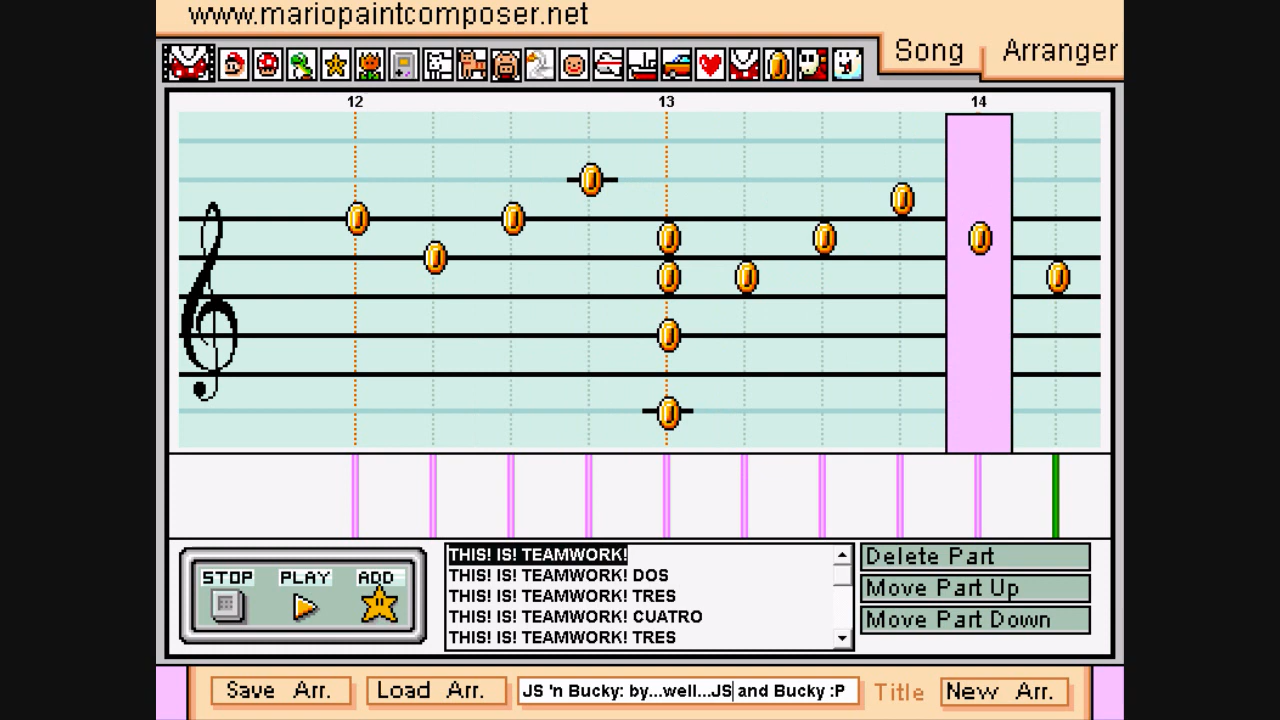 www.mariopaintcomposer.net
Song Arranger
12 13 14
STOP PLAY ADD
THIS! IS! TEAMWORK!
THIS! IS! TEAMWORK! DOS
THIS! IS! TEAMWORK! TRES
THIS! IS! TEAMWORK! CUATRO
THIS! IS! TEAMWORK! TRES
Delete Part
Move Part Up
Move Part Down
Save Arr. Load Arr. JS 'n Bucky: by...well...JS and Bucky :P Title New Arr.